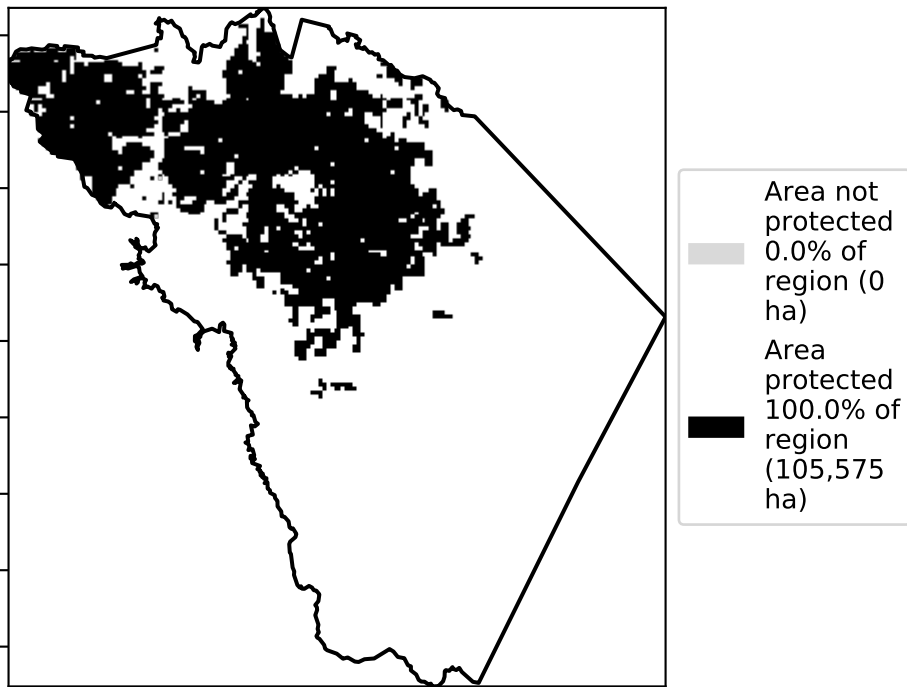 Area not
protected
0.0% of
region (0
ha)
Area
protected
100.0% of
region
(105,575
ha)